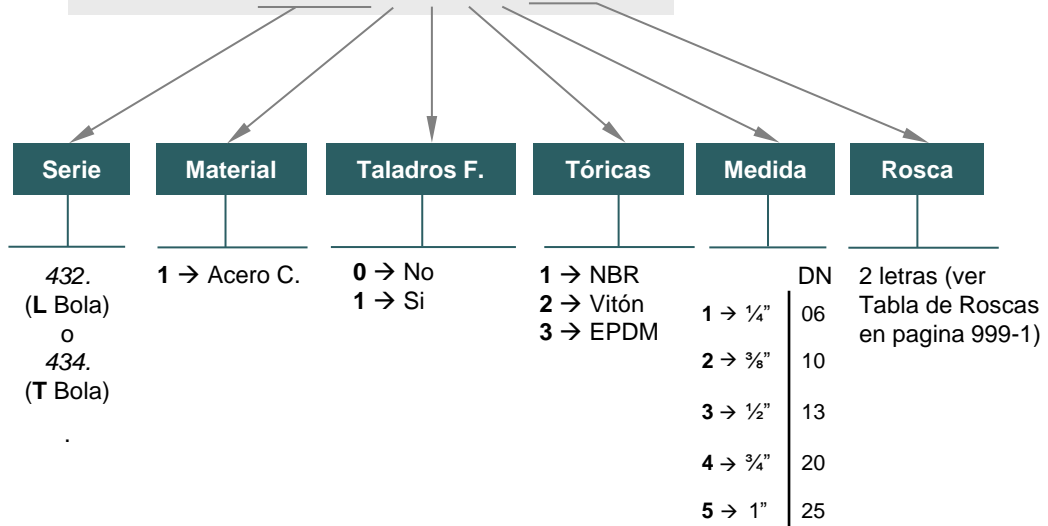 Serie
Material
Taladros F.
Tóricas
Medida
Rosca
432.
(L Bola)
o
434.
(T Bola)
.
1 → Acero C.
0 → No
1 → Si
1 → NBR
2 → Vitón
3 → EPDM
DN
1 → ¼” 06
2 → ⅜” 10
3 → ½” 13
4 → ¾” 20
5 → 1” 25
2 letras (ver
Tabla de Roscas
en pagina 999-1)